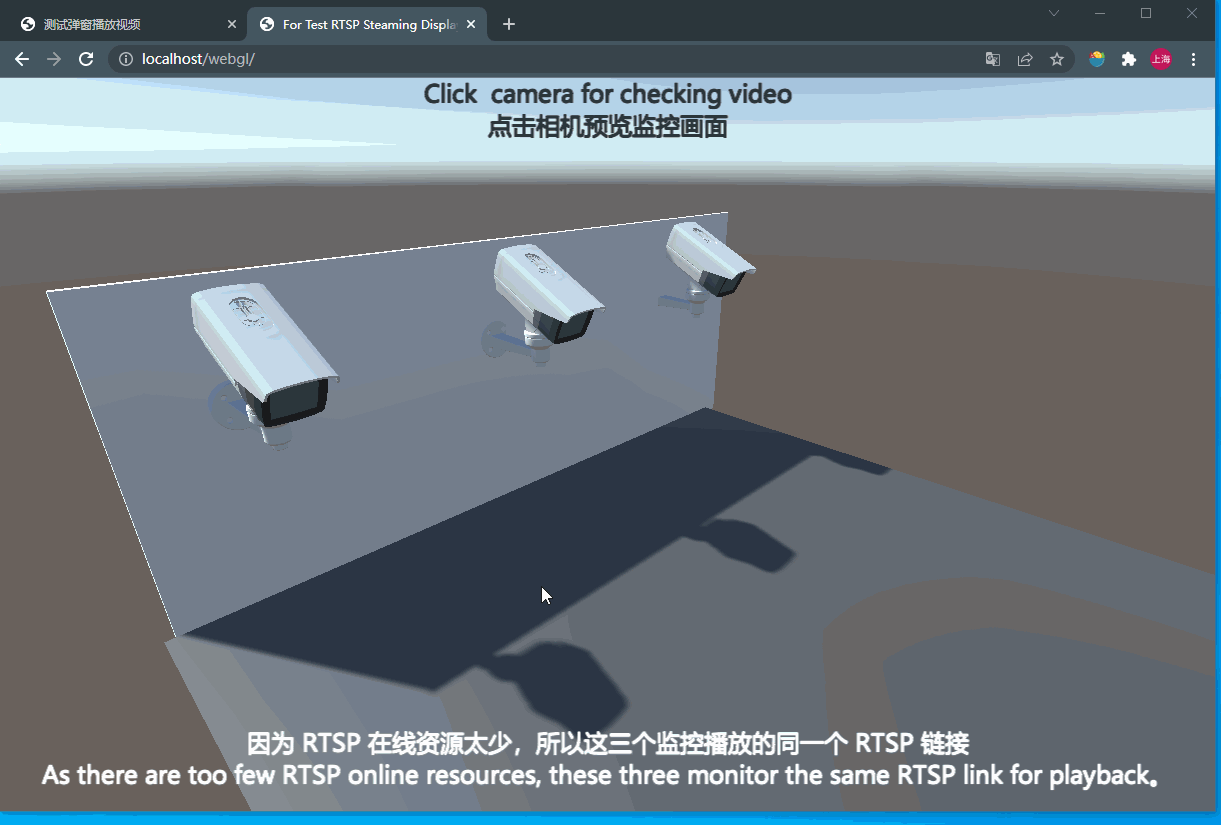 测试弹窗播放视频
For Test RTSP Steaming Displa
localhost/webgl/
上海
Click  camera for checking video
点击相机预览监控画面
因为 RTSP 在线资源太少，所以这三个监控播放的同一个 RTSP 链接
As there are too few RTSP online resources, these three monitor the same RTSP link for playback。